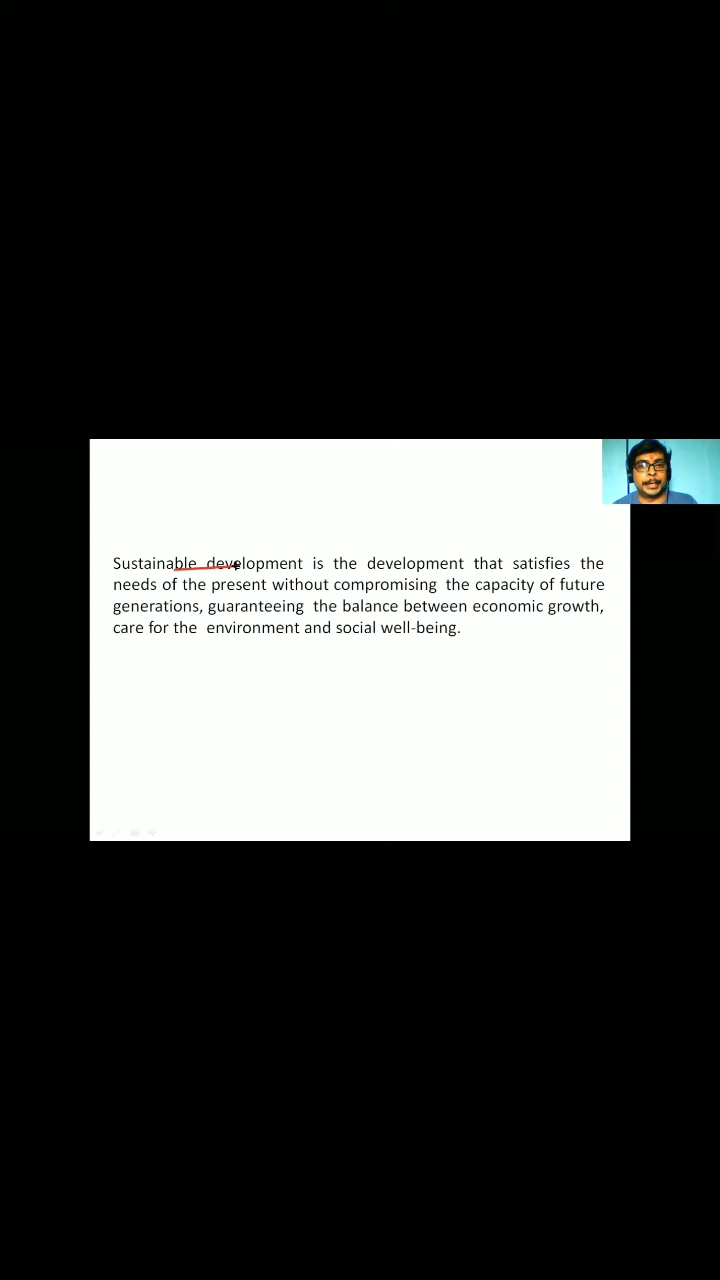 Sustainable development is the development that satisfies the
needs of the present without compromising the capacity of future
generations, guaranteeing the balance between economic growth,
care for the environment and social well-being.